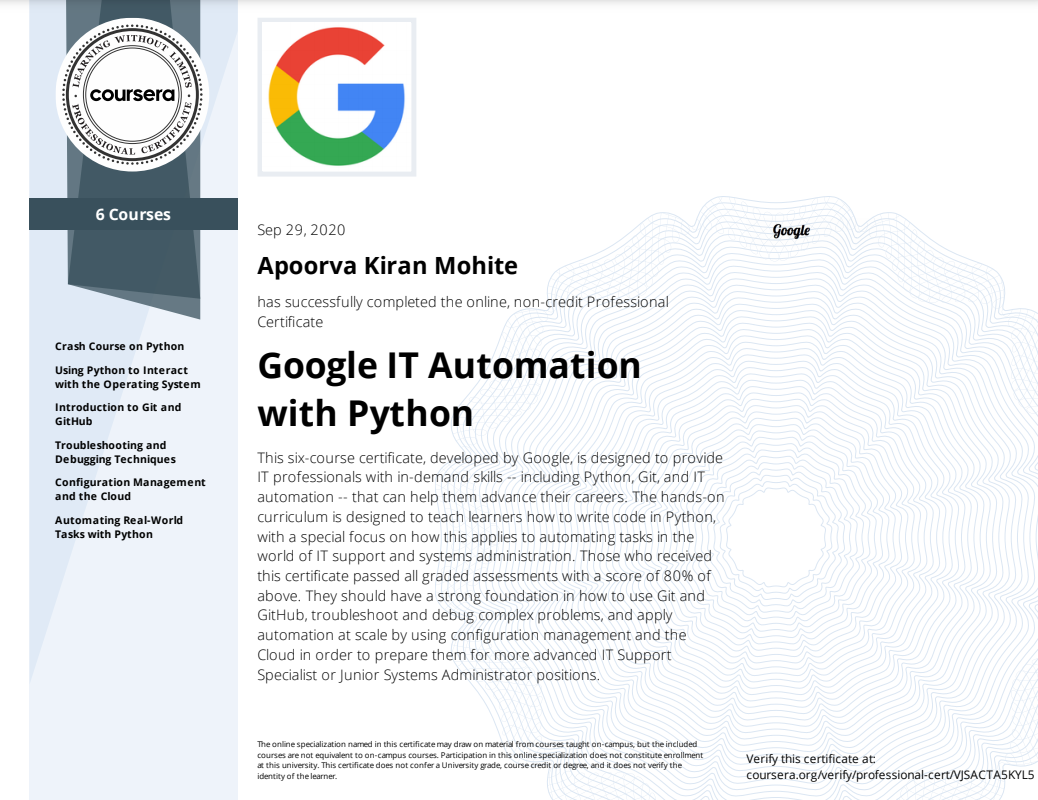 LEARNING WITHOUT LIMITS
coursera
PROFESSIONAL CERTIFICATE
6 Courses
Crash Course on Python
Using Python to Interact
with the Operating System
Introduction to Git and
GitHub
Troubleshooting and
Debugging Techniques
Configuration Management
and the Cloud
Automating Real-World
Tasks with Python
G
Sep 29, 2020
Google
Apoorva Kiran Mohite
has successfully completed the online, non-credit Professional
Certificate
Google IT Automation
with Python
This six-course certificate, developed by Google, is designed to provide
IT professionals with in-demand skills -- including Python, Git, and IT
automation -- that can help them advance their careers. The hands-on
curriculum is designed to teach learners how to write code in Python,
with a special focus on how this applies to automating tasks in the
world of IT support and systems administration. Those who received
this certificate passed all graded assessments with a score of 80% of
above. They should have a strong foundation in how to use Git and
GitHub, troubleshoot and debug complex problems, and apply
automation at scale by using configuration management and the
Cloud in order to prepare them for more advanced IT Support
Specialist or Junior Systems Administrator positions.
The online specialization named in this certificate may draw on material from courses taught on-campus, but the included
courses are not equivalent to on-campus courses. Participation in this online specialization does not constitute enrollment
at this university. This certificate does not confer a University grade, course credit or degree, and it does not verify the
identity of the learner.
Verify this certificate at:
coursera.org/verify/professional-cert/VJSACTA5KYL5